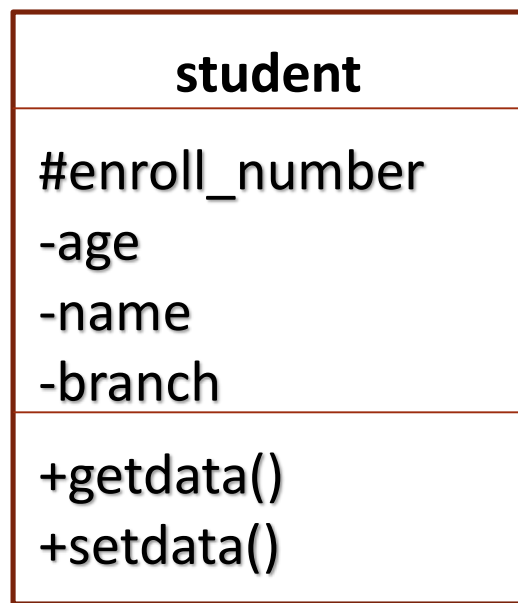 student
#enroll_number
-age
-name
-branch
+getdata()
+setdata()